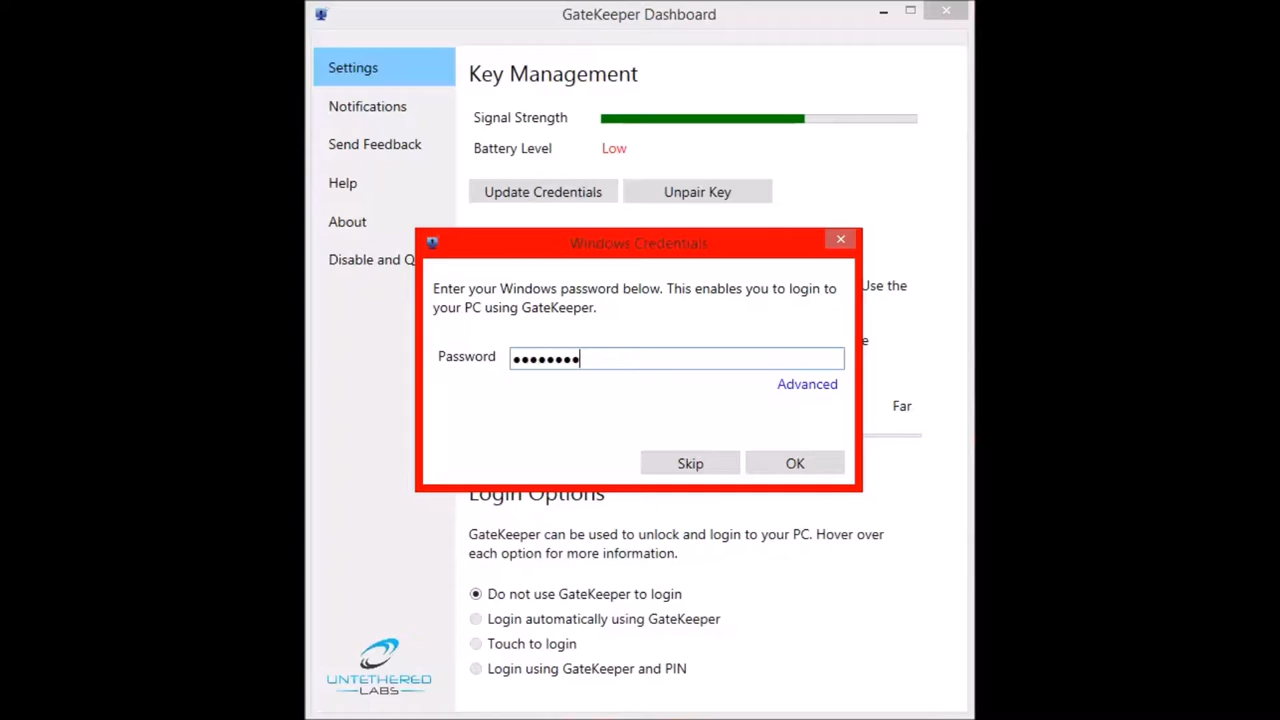 GateKeeper Dashboard
Settings
Notifications
Send Feedback
Help
About
Disable and Q
Key Management
Signal Strength
Battery Level Low
Update Credentials Unpair Key
Use the
e
Far
Windows Credentials
Enter your Windows password below. This enables you to login to
your PC using GateKeeper.
Password ●●●●●●●●
Advanced
Skip OK
Login Options
GateKeeper can be used to unlock and login to your PC. Hover over
each option for more information.
Do not use GateKeeper to login
Login automatically using GateKeeper
Touch to login
Login using GateKeeper and PIN
UNTETHERED
LABS